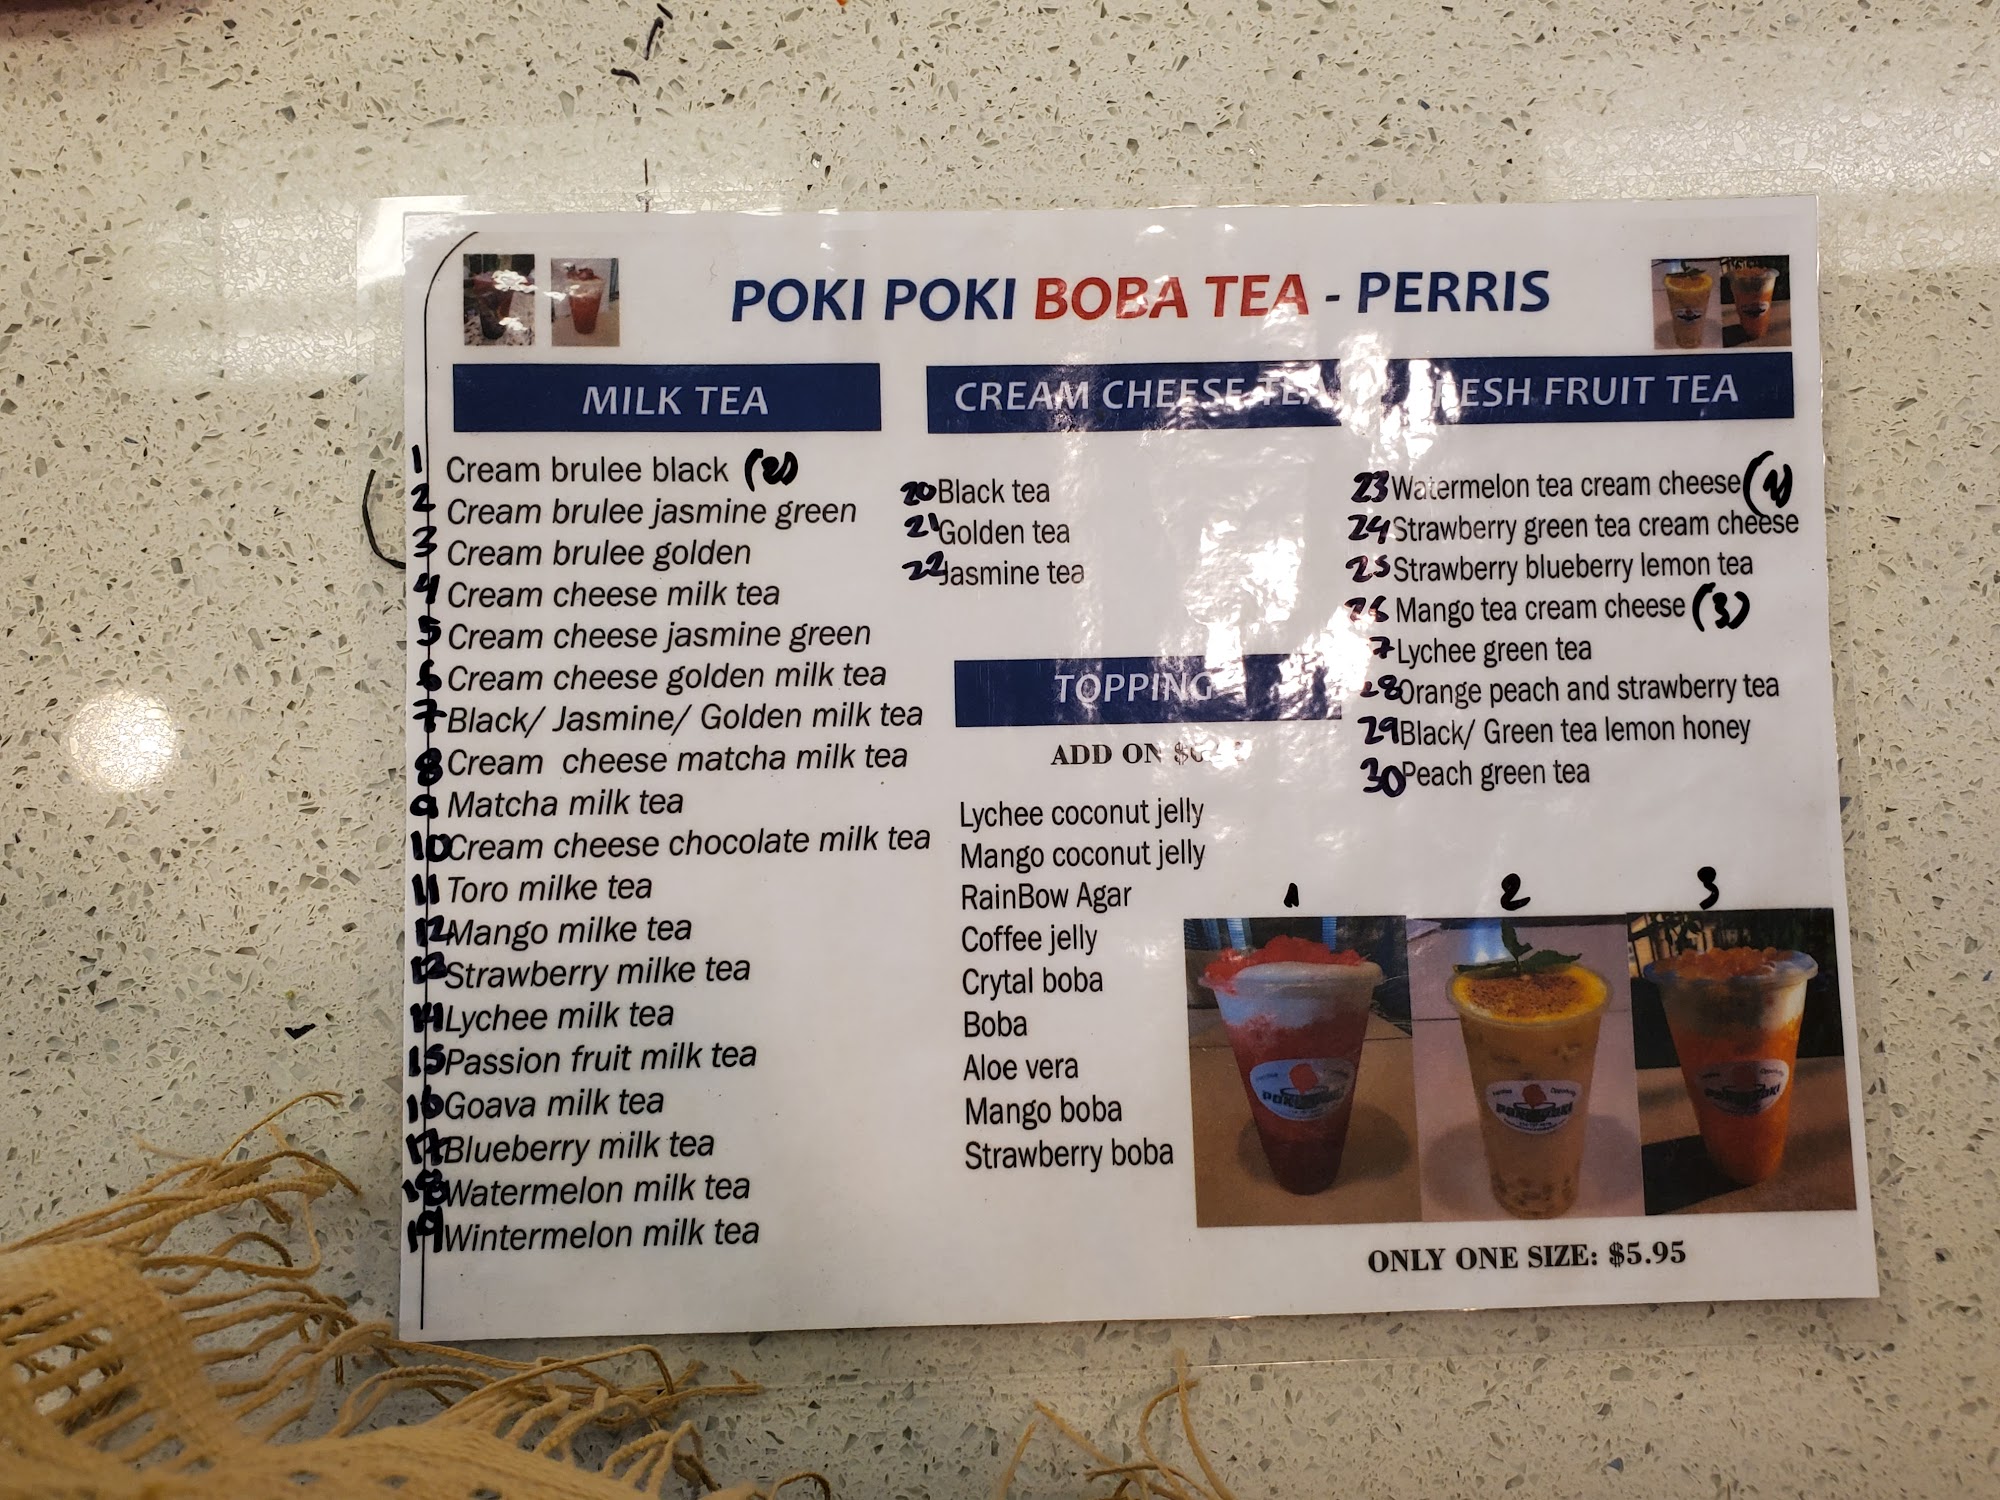 POKI POKI BOBA TEA - PERRIS
MILK TEA
1 Cream brulee black (2)
2 Cream brulee jasmine green
3 Cream brulee golden
4 Cream cheese milk tea
5 Cream cheese jasmine green
6 Cream cheese golden milk tea
7 Black/ Jasmine/ Golden milk tea
8 Cream cheese matcha milk tea
9 Matcha milk tea
10 Cream cheese chocolate milk tea
11 Toro milke tea
12 Mango milke tea
13 Strawberry milke tea
14 Lychee milk tea
15 Passion fruit milk tea
16 Goava milk tea
17 Blueberry milk tea
18 Watermelon milk tea
19 Wintermelon milk tea
CREAM CHEESE TEA
20 Black tea
21 Golden tea
22 Jasmine tea
TOPPING
ADD ON
Lychee coconut jelly
Mango coconut jelly
RainBow Agar
Coffee jelly
Crytal boba
Boba
Aloe vera
Mango boba
Strawberry boba
FRUIT TEA
23 Watermelon tea cream cheese (1)
24 Strawberry green tea cream cheese
25 Strawberry blueberry lemon tea
26 Mango tea cream cheese (3)
7 Lychee green tea
28 Orange peach and strawberry tea
29 Black/ Green tea lemon honey
30 Peach green tea
1 2 3
ONLY ONE SIZE: $5.95